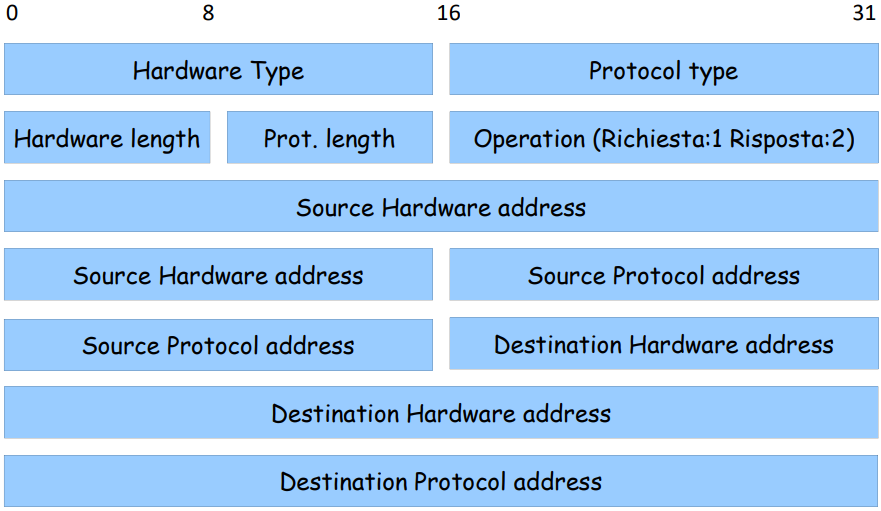 0 8 16 31
Hardware Type Protocol type
Hardware length Prot. length Operation (Richiesta:1 Risposta:2)
Source Hardware address
Source Hardware address Source Protocol address
Source Protocol address Destination Hardware address
Destination Hardware address
Destination Protocol address